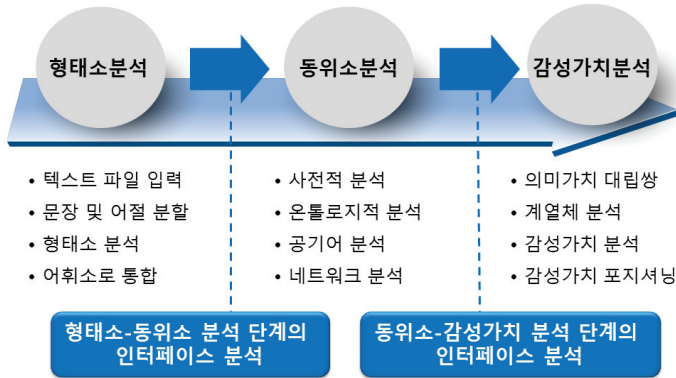 형태소분석
동위소분석
감성가치분석
• 텍스트 파일 입력
• 문장 및 어절 분할
• 형태소 분석
• 어휘소로 통합
• 사전적 분석
• 온톨로지적 분석
• 공기어 분석
• 네트워크 분석
• 의미가치 대립쌍
• 계열체 분석
• 감성가치 분석
• 감성가치 포지셔닝
형태소-동위소 분석 단계의
인터페이스 분석
동위소-감성가치 분석 단계의
인터페이스 분석